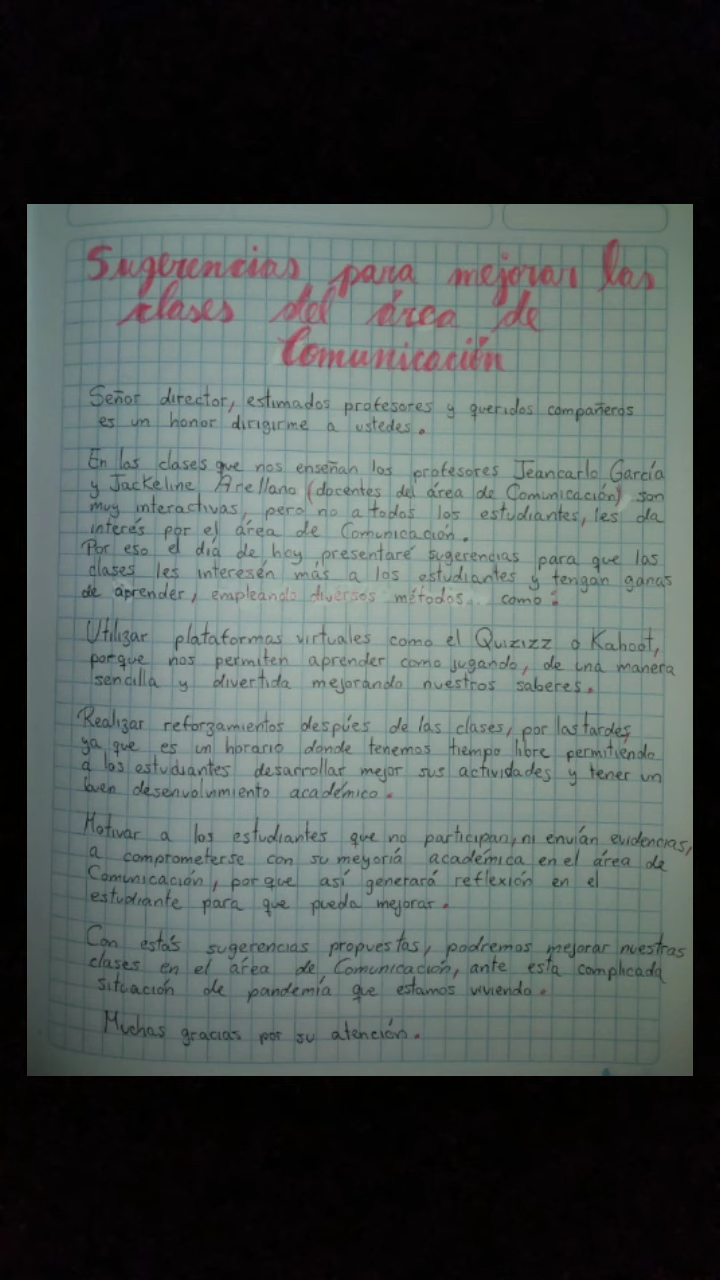 Sugerencias para mejorar las
clases del área de
Comunicación
Señor director, estimados profesores y queridos compañeros
es un honor dirigirme a ustedes.
En las clases que nos enseñan los profesores Jeancarlo García
y Jackeline Arellano (docentes del área de Comunicación) son
muy interactivas, pero no a todos los estudiantes, les da
interés por el área de Comunicación.
Por eso el día de hoy, presentaré sugerencias para que las
clases les interesén más a los estudiantes y tengan ganas
de aprender, empleando diversos métodos.. como:
Utilizar plataformas virtuales como el Quizizz o Kahoot,
porque nos permiten aprender como jugando, de una manera
sencilla y divertida mejorando nuestros saberes.
Realizar reforzamientos despúes de las clases, por las tardes,
ya que es un horario donde tenemos tiempo libre permitiendo
a los estudiantes desarrollar mejor sus actividades y tener un
buen desenvolvimiento académico.
Motivar a los estudiantes que no participan, ni envían evidencias,
a comprometerse con su meyoría académica en el área de
Comunicación, porque así generará reflexión en el
estudiante para que pueda mejorar.
Con estás sugerencias propuestas, podremos mejorar nuestras
clases en el área de Comunicación, ante esta complicada
situación de pandemía que estamos viviendo.
Muchas gracias por su atención.